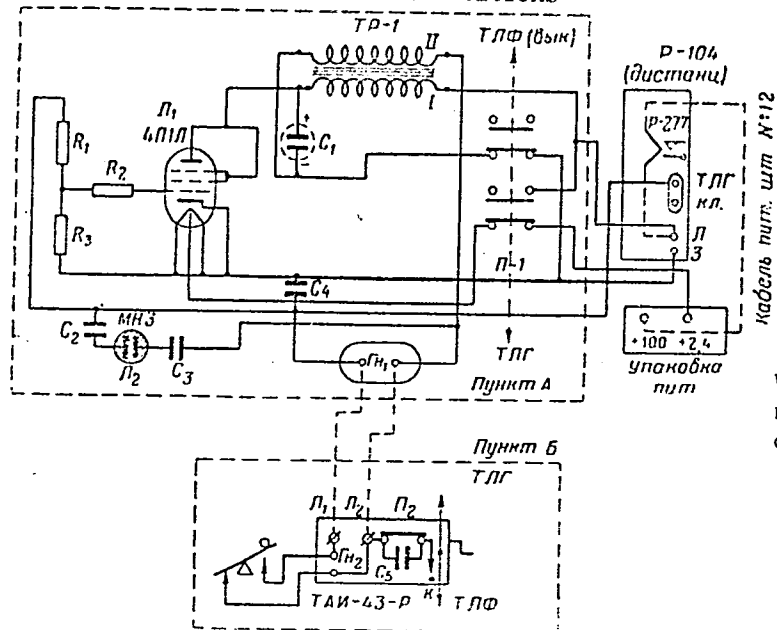 ТР-1
II
ТЛФ (Вык)
Р-104
(дистанц)
I
Л₁
4П1Л
C₁
+
R₁
R₂
R₃
Р-277
ТЛГ
кл.
Л
З
C₄
П-1
C₂
МН3
Л₂
C₃
Гн₁
ТЛГ
Пункт А
+100 +2,4
упаковка
пит
Кабель пит. шт №12
Пункт Б
ТЛГ
Л₁ Л₂ П₂
Гн₂
C₅
К
ТАИ-43-Р ТЛФ